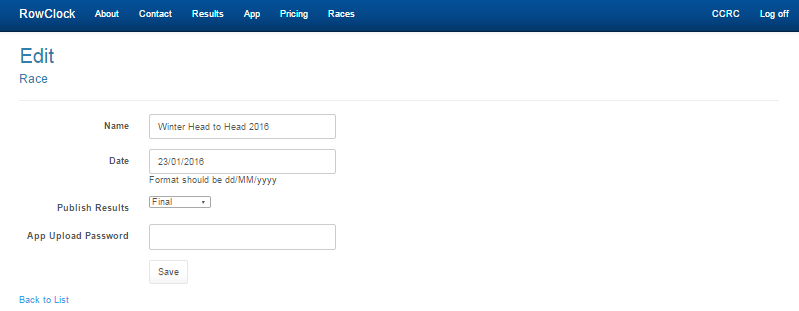 RowClock About Contact Results App Pricing Races CCRC Log off
Edit
Race
Name Winter Head to Head 2016
Date 23/01/2016
Format should be dd/MM/yyyy
Publish Results Final
App Upload Password
Save
Back to List